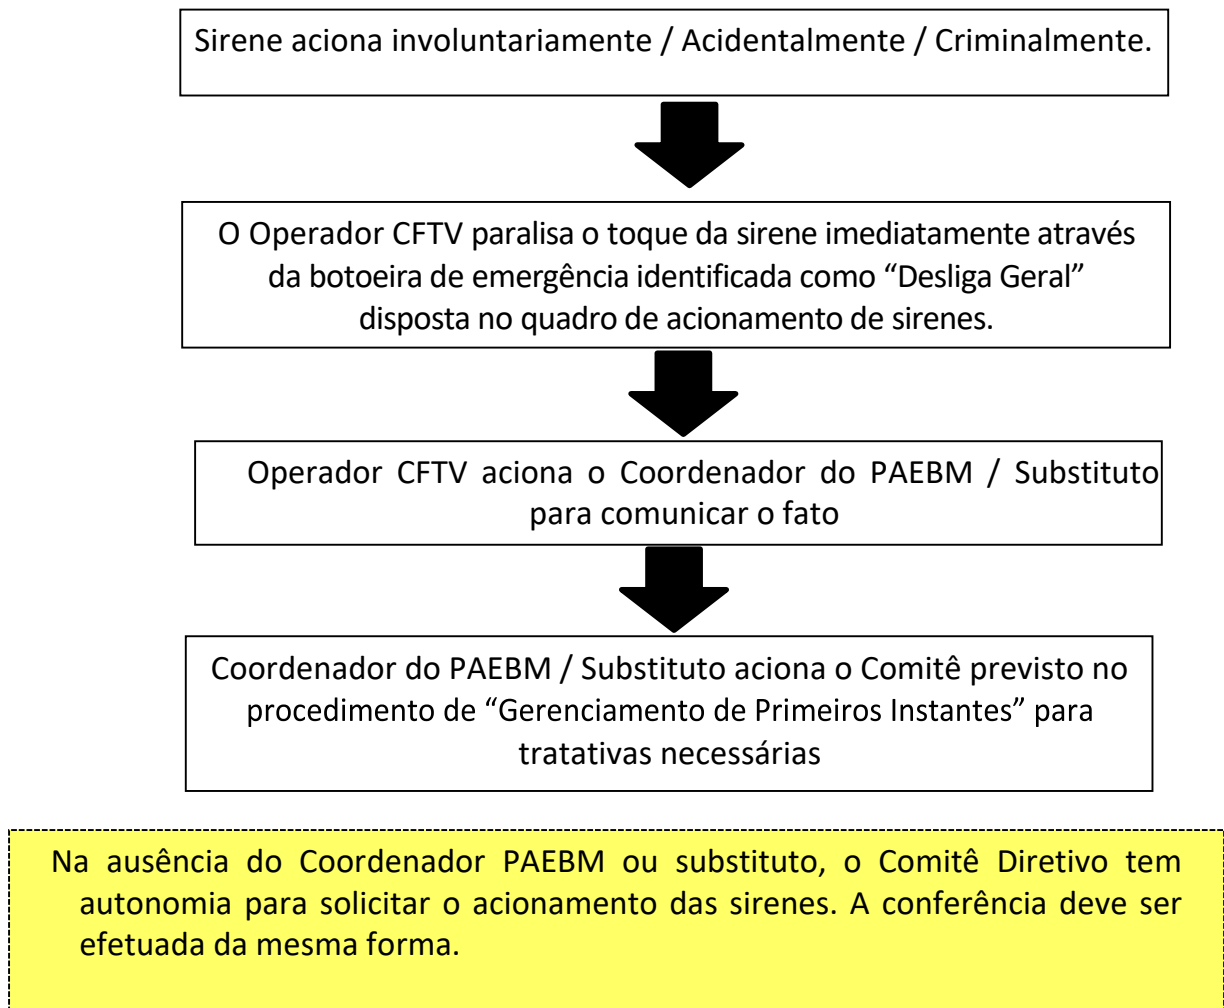 Sirene aciona involuntariamente / Acidentalmente / Criminalmente.
O Operador CFTV paralisa o toque da sirene imediatamente através
da botoeira de emergência identificada como “Desliga Geral”
disposta no quadro de acionamento de sirenes.
Operador CFTV aciona o Coordenador do PAEBM / Substituto
para comunicar o fato
Coordenador do PAEBM / Substituto aciona o Comitê previsto no
procedimento de “Gerenciamento de Primeiros Instantes” para
tratativas necessárias
Na ausência do Coordenador PAEBM ou substituto, o Comitê Diretivo tem
autonomia para solicitar o acionamento das sirenes. A conferência deve ser
efetuada da mesma forma.